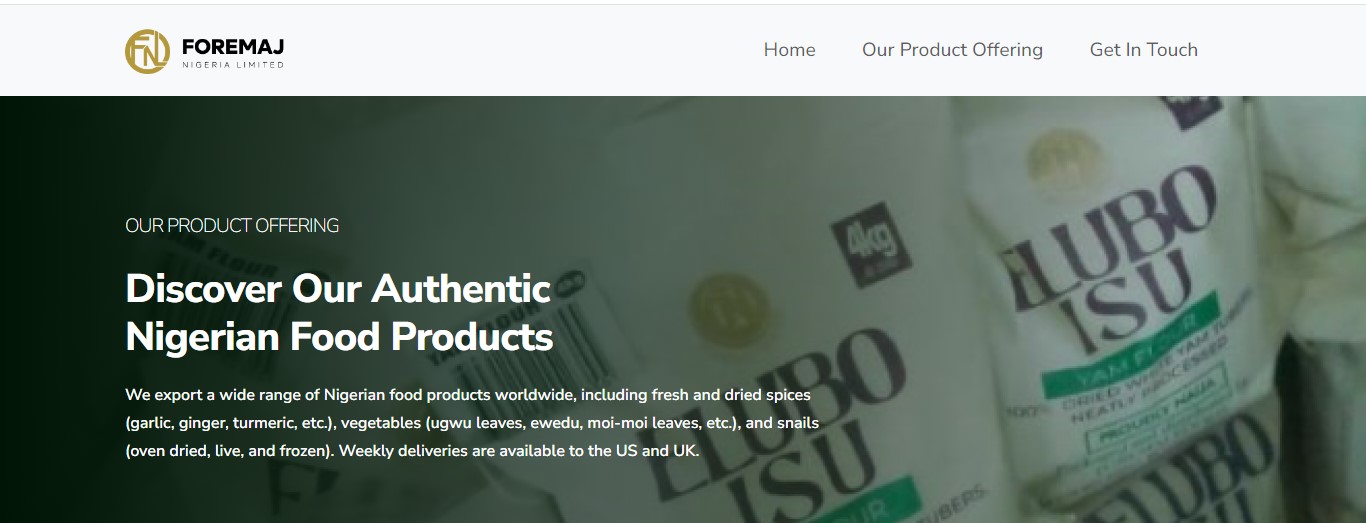 FOREMAJ
NIGERIA LIMITED
Home
Our Product Offering
Get In Touch
OUR PRODUCT OFFERING
Discover Our Authentic
Nigerian Food Products
We export a wide range of Nigerian food products worldwide, including fresh and dried spices
(garlic, ginger, turmeric, etc.), vegetables (ugwu leaves, ewedu, moi-moi leaves, etc.), and snails
(oven dried, live, and frozen). Weekly deliveries are available to the US and UK.
YAM FLOUR
4kg
ELUBO
ISU
ELUBO
ISU
YAM FLOUR
100% DRIED WHITE YAM TUBERS
NEATLY PROCESSED
PROUDLY NAIJA
ELUBO
TUBERS.